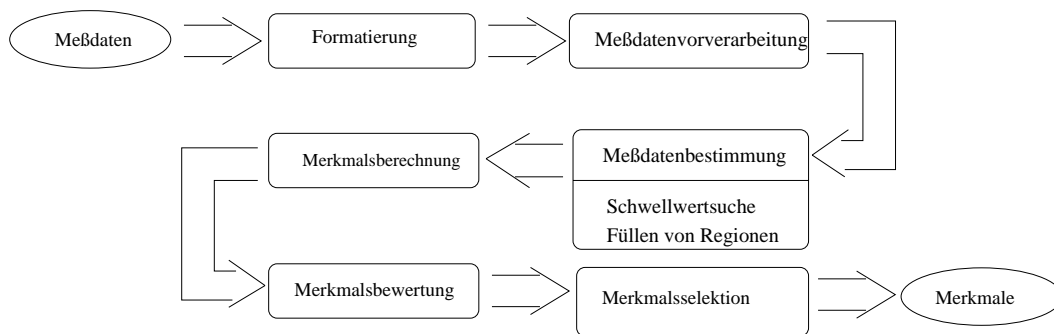 Meßdaten
Formatierung
Meßdatenvorverarbeitung
Meßdatenbestimmung
Schwellwertsuche
Füllen von Regionen
Merkmalsberechnung
Merkmalsbewertung
Merkmalsselektion
Merkmale